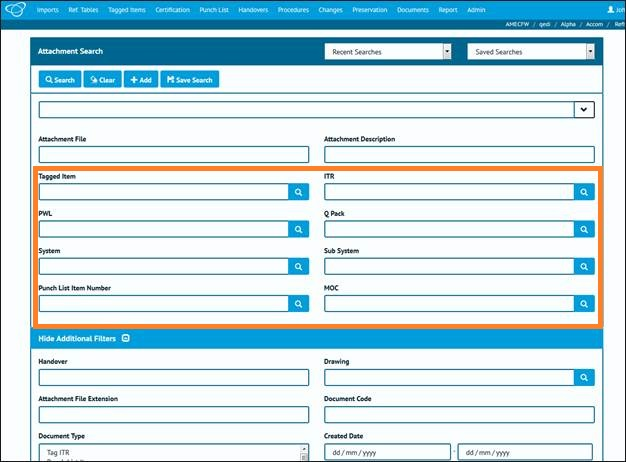 Imports Ref. Tables Tagged Items Certification Punch List Handovers Procedures Changes Preservation Documents Report Admin Joh
AMECFW / qedi / Alpha / Accom / Refi
Attachment Search Recent Searches Saved Searches
Search Clear Add Save Search
Attachment File Attachment Description
Tagged Item ITR
PWL Q Pack
System Sub System
Punch List Item Number MOC
Hide Additional Filters
Handover Drawing
Attachment File Extension Document Code
Document Type Created Date
Tag ITR dd / mm / yyyy - dd / mm / yyyy